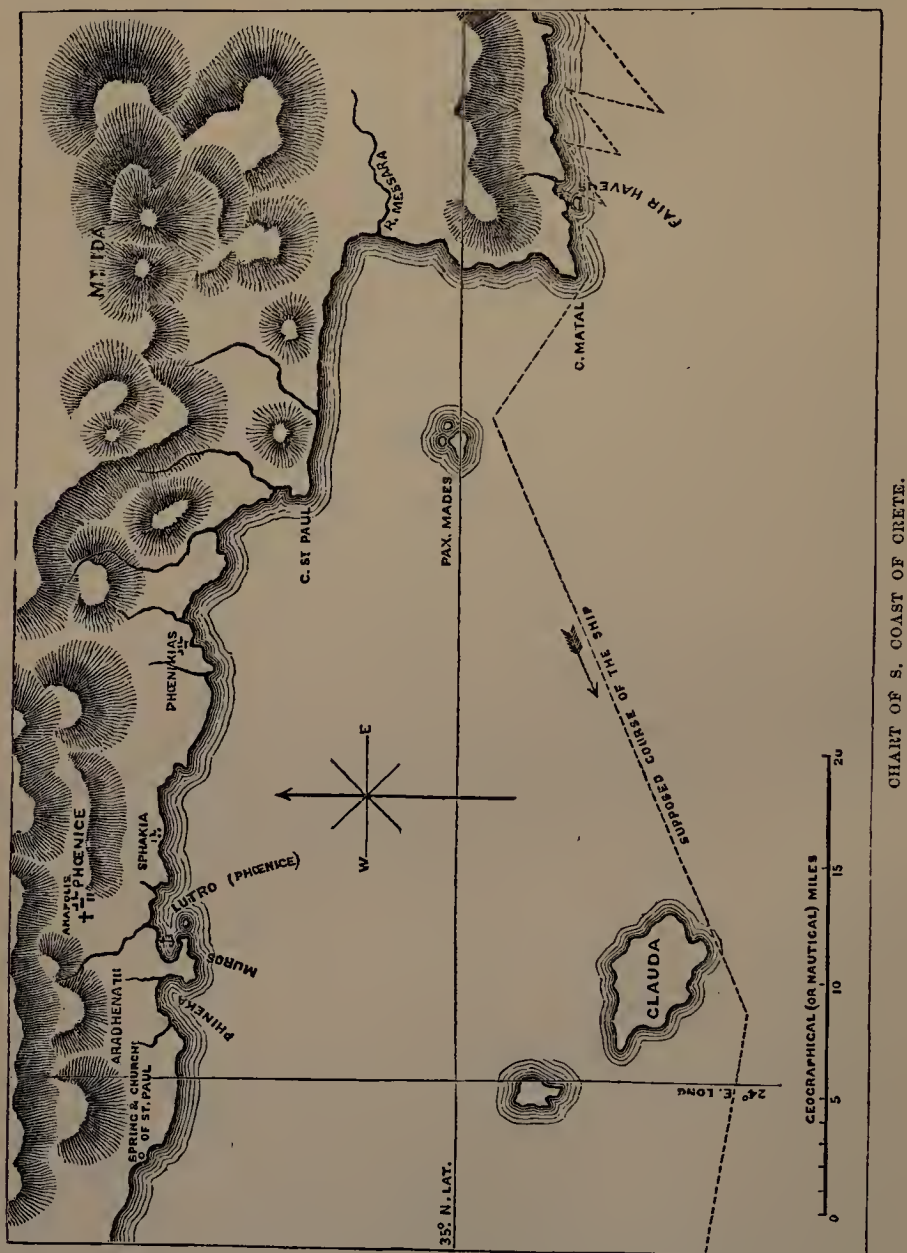 MT. IDA
ANAPOLIS
PHŒNICE
SPRING & CHURCH
OF ST. PAUL
PHINEKA
MUROS
LUTRO (PHŒNICE)
SPHAKIA
PHŒNIKIAS
C. ST PAUL
R. MESSARA
W
E
35° N. LAT.
PAX. MADES
C. MATAL
FAIR HAVENS
SUPPOSED COURSE OF THE SHIP
CLAUDA
24° E. LONG
GEOGRAPHICAL (OR NAUTICAL) MILES
0 5 10 15 20
CHART OF S. COAST OF CRETE.